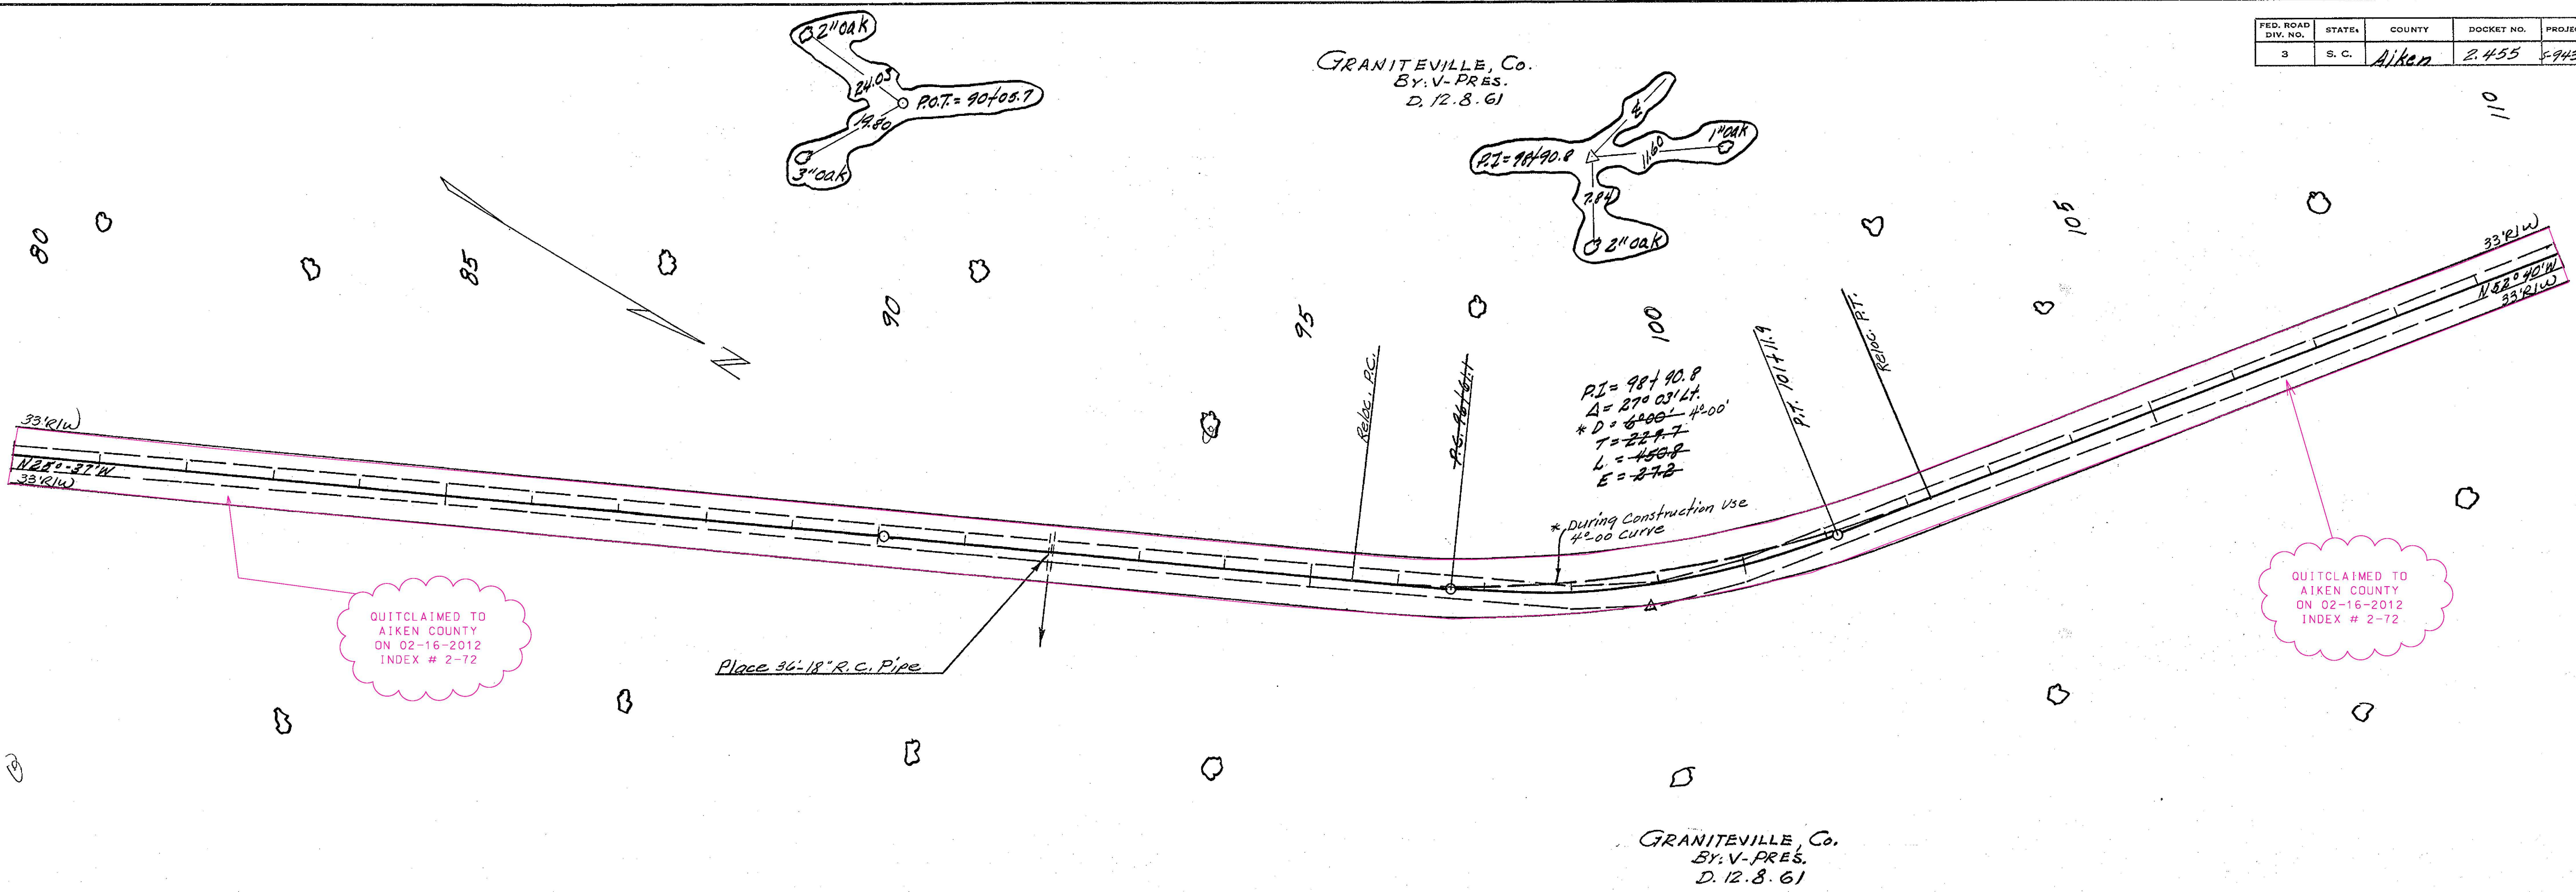 FED. ROAD DIV. NO. STATE COUNTY DOCKET NO.
3 S. C. Aiken 2.455
2" oak
24.03
P.O.T. = 90+05.7
19.80
3" oak
GRANITEVILLE, Co.
BY: V-PRES.
D. 12.8.61
P.I = 98+90.8
1" oak
11.60
7.84
2" oak
80
85
90
95
100
105
110
N
33' R/W
N25°-37'W
33' R/W
Reloc. P.C.
P.C. 96+61.1
P.I = 98+90.8
Δ = 27° 03' Lt.
* D = 6°00' 4°-00'
T = 229.7
L = 450.8
E = 27.2
* During Construction Use
4°-00 Curve
P.T. 101+11.9
Reloc. P.T.
33' R/W
N52°40'W
33' R/W
QUITCLAIMED TO
AIKEN COUNTY
ON 02-16-2012
INDEX # 2-72
Place 36'-18" R.C. Pipe
QUITCLAIMED TO
AIKEN COUNTY
ON 02-16-2012
INDEX # 2-72
GRANITEVILLE, Co.
BY: V-PRES.
D. 12.8.61